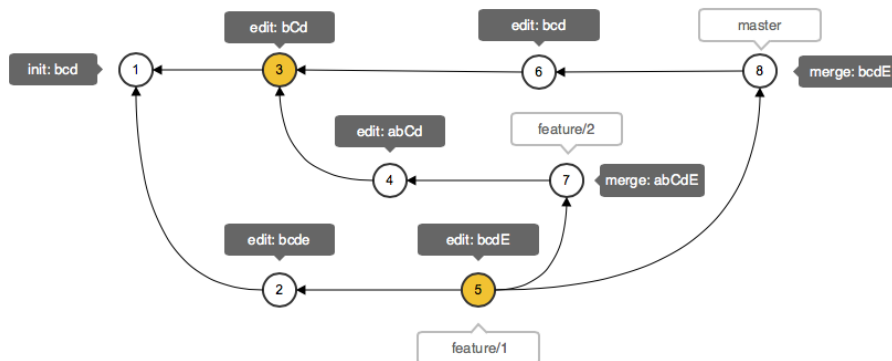 edit: bCd
edit: bcd
master
init: bcd
1
3
6
8
merge: bcdE
edit: abCd
feature/2
4
7
merge: abCdE
edit: bcde
edit: bcdE
2
5
feature/1